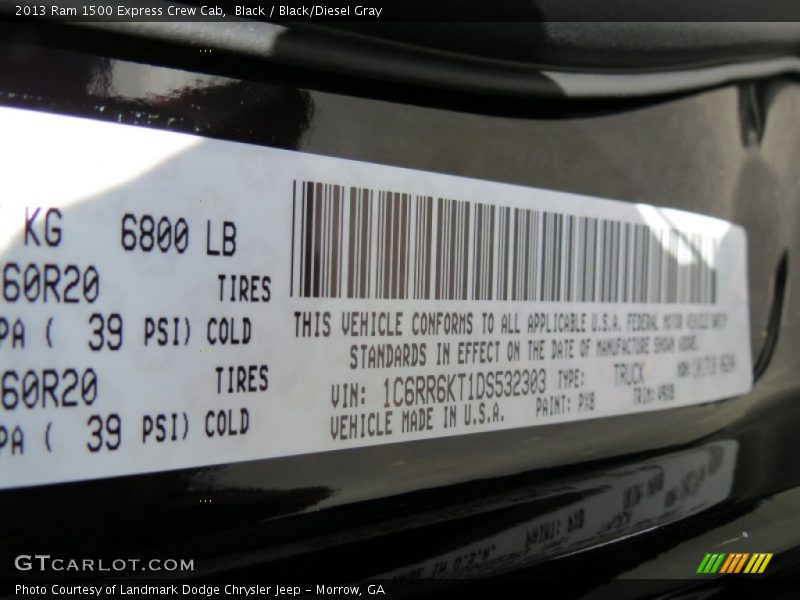 2013 Ram 1500 Express Crew Cab,  Black / Black/Diesel Gray
KG 6800 LB
60R20 TIRES
PA ( 39 PSI) COLD
60R20 TIRES
PA ( 39 PSI) COLD
THIS VEHICLE CONFORMS TO ALL APPLICABLE U.S.A. FEDERAL MOTOR VEHICLE SAFETY
STANDARDS IN EFFECT ON THE DATE OF MANUFACTURE SHOWN ABOVE.
VIN: 1C6RR6KT1DS532303 TYPE: TRUCK
VEHICLE MADE IN U.S.A. PAINT: PXB TRIM:
GTCARLOT.COM
Photo Courtesy of Landmark Dodge Chrysler Jeep – Morrow, GA